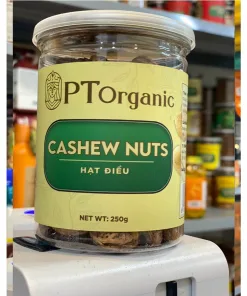 PTOrganic
CASHEW NUTS
HẠT ĐIỀU
NET WT: 250g